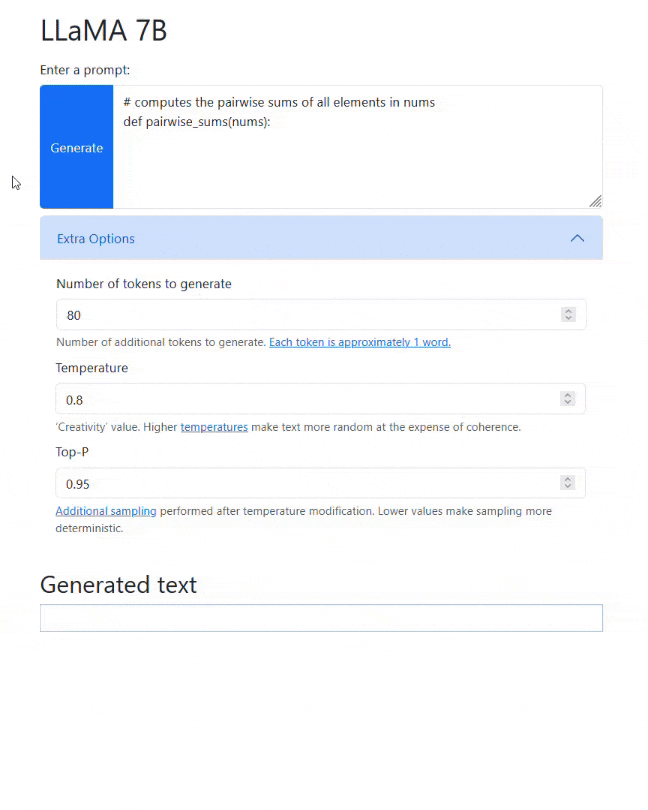 LLaMA 7B
Enter a prompt:
Generate
# computes the pairwise sums of all elements in nums
def pairwise_sums(nums):
Extra Options
Number of tokens to generate
80
Number of additional tokens to generate. Each token is approximately 1 word.
Temperature
0.8
'Creativity' value. Higher temperatures make text more random at the expense of coherence.
Top-P
0.95
Additional sampling performed after temperature modification. Lower values make sampling more
deterministic.
Generated text